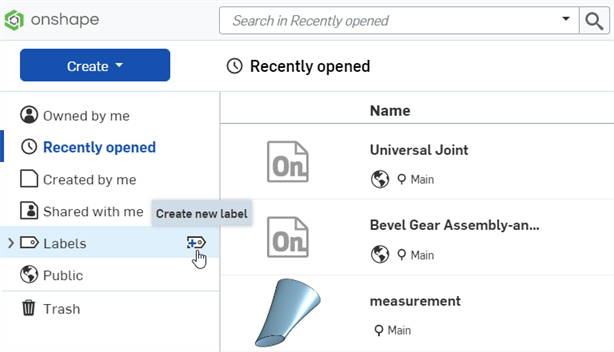 onshape
Search in Recently opened
Create
Recently opened
Owned by me
Recently opened
Created by me
Shared with me
Create new label
Labels
Public
Trash
Name
On
Universal Joint
Main
On
Bevel Gear Assembly-an...
Main
measurement
Main